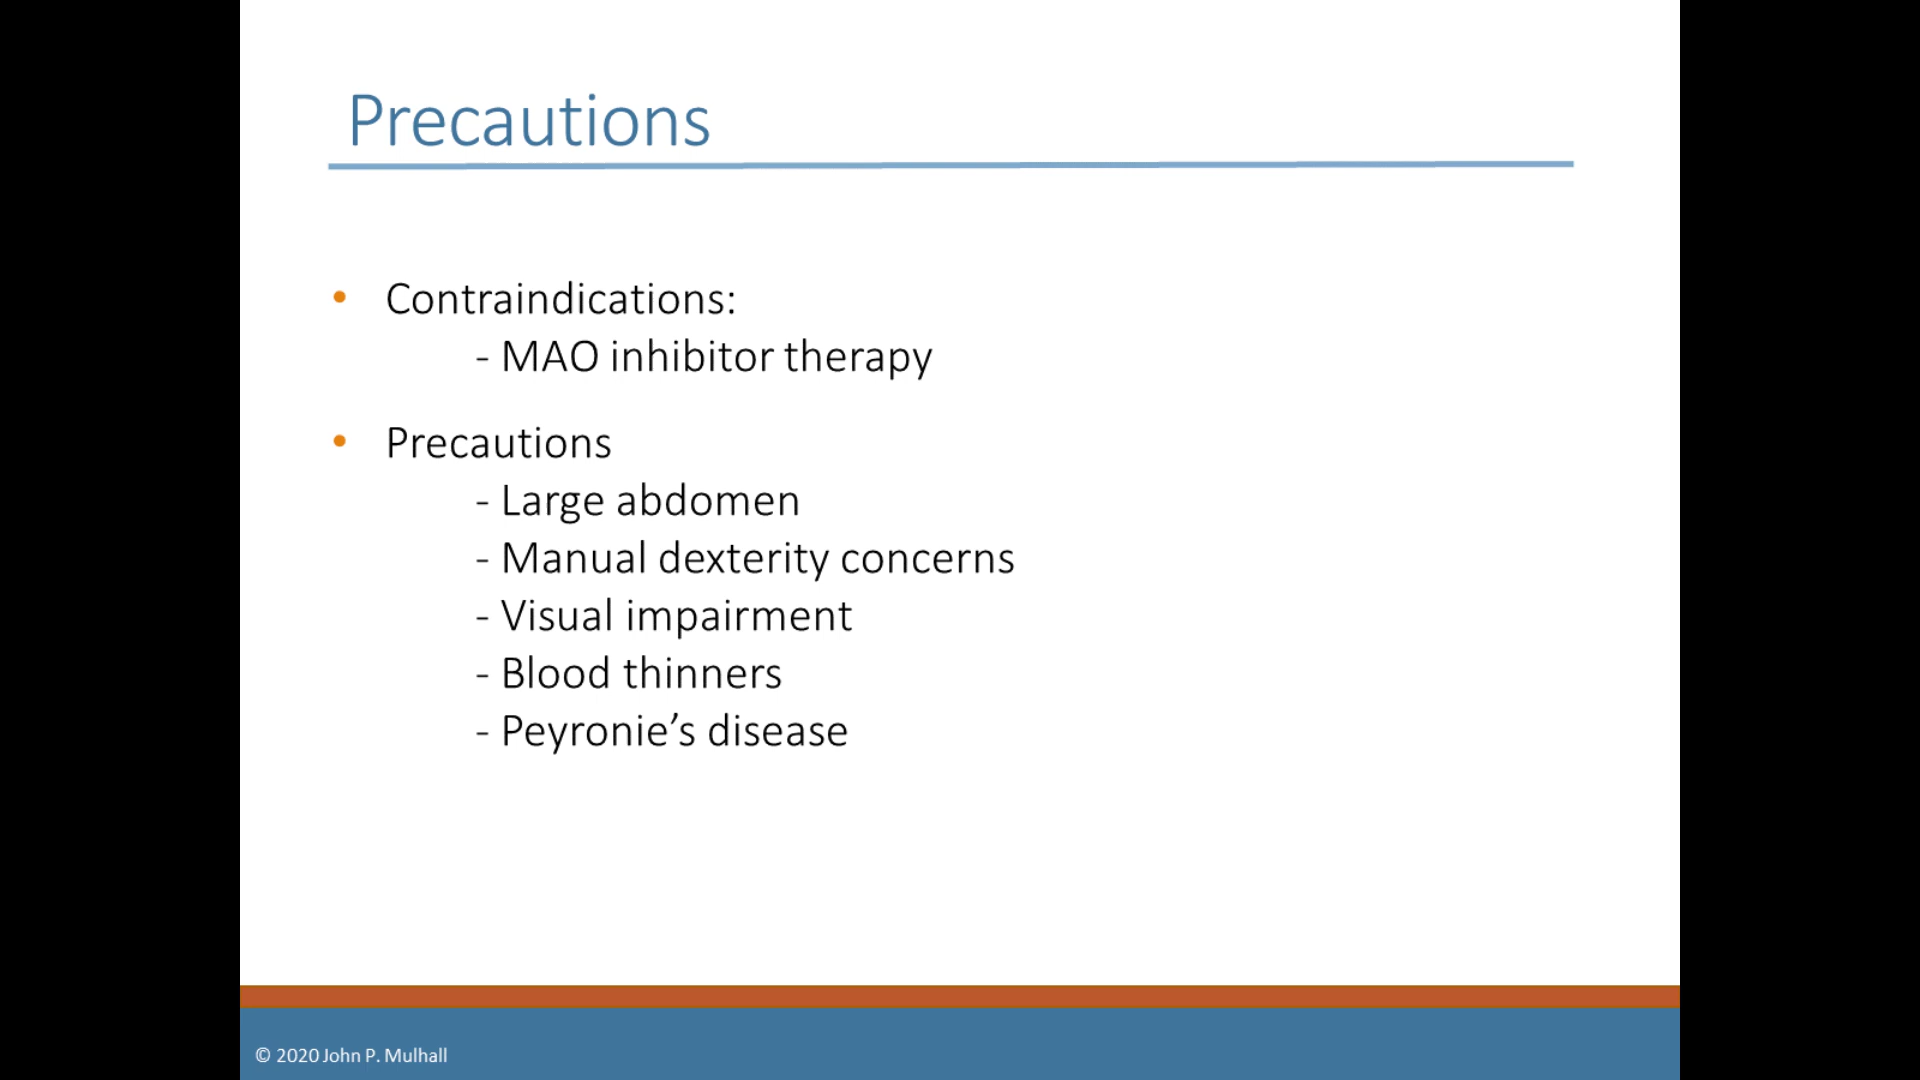 Precautions
• Contraindications:
- MAO inhibitor therapy
• Precautions
- Large abdomen
- Manual dexterity concerns
- Visual impairment
- Blood thinners
- Peyronie’s disease
© 2020 John P. Mulhall